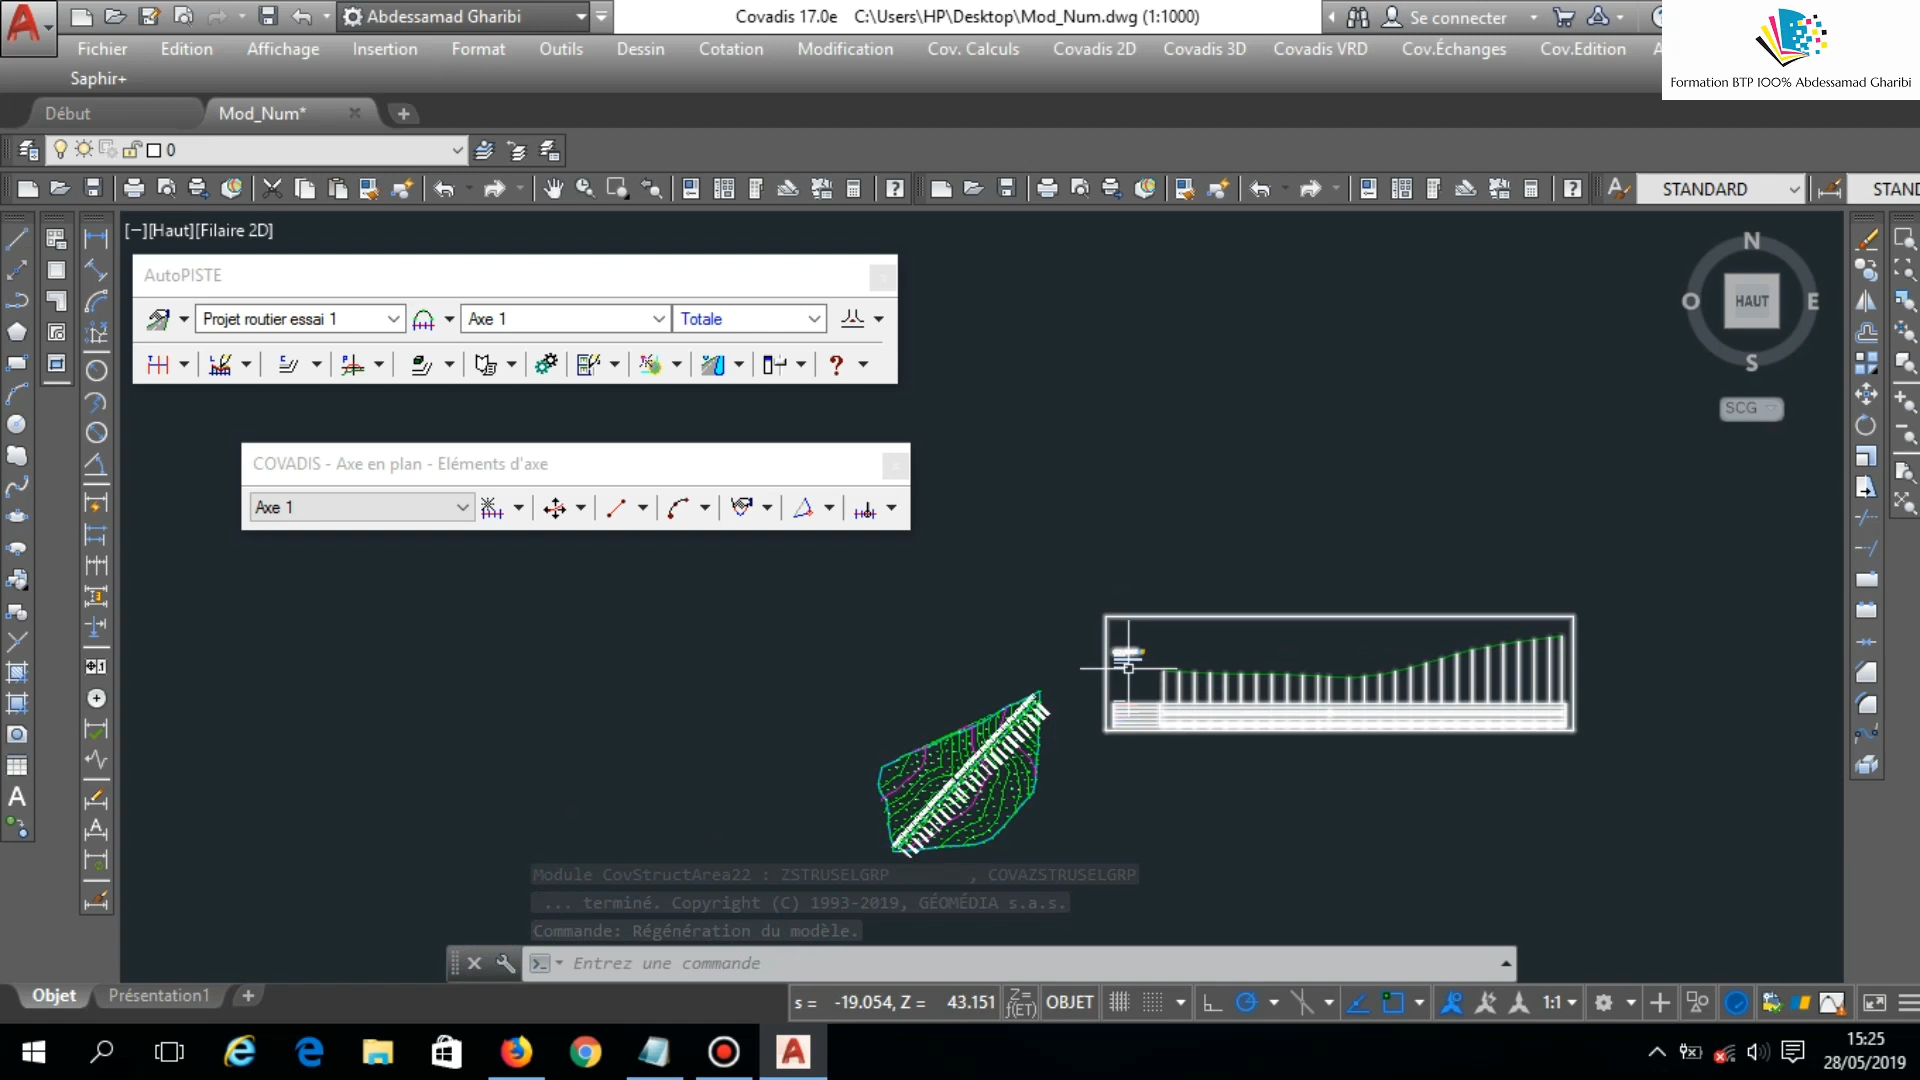 Abdessamad Gharibi
Covadis 17.0e C:\Users\HP\Desktop\Mod_Num.dwg (1:1000)
Se connecter
Fichier Edition Affichage Insertion Format Outils Dessin Cotation Modification Cov. Calculs Covadis 2D Covadis 3D Covadis VRD Cov.Échanges Cov.Edition
Saphir+
Formation BTP 100% Abdessamad Gharibi
Début Mod_Num*
0
STANDARD STAND
[−][Haut][Filaire 2D]
AutoPISTE
Projet routier essai 1 Axe 1 Totale
COVADIS - Axe en plan - Eléments d'axe
Axe 1
N
O HAUT E
S
SCG
Module CovStructArea22 : ZSTRUSELGRP , COVAZSTRUSELGRP
... terminé. Copyright (C) 1993-2019, GÉOMÉDIA s.a.s.
Commande: Régénération du modèle.
Entrez une commande
Objet Présentation1
s = -19.054, Z = 43.151 Z= f(ET) OBJET 1:1
15:25
28/05/2019